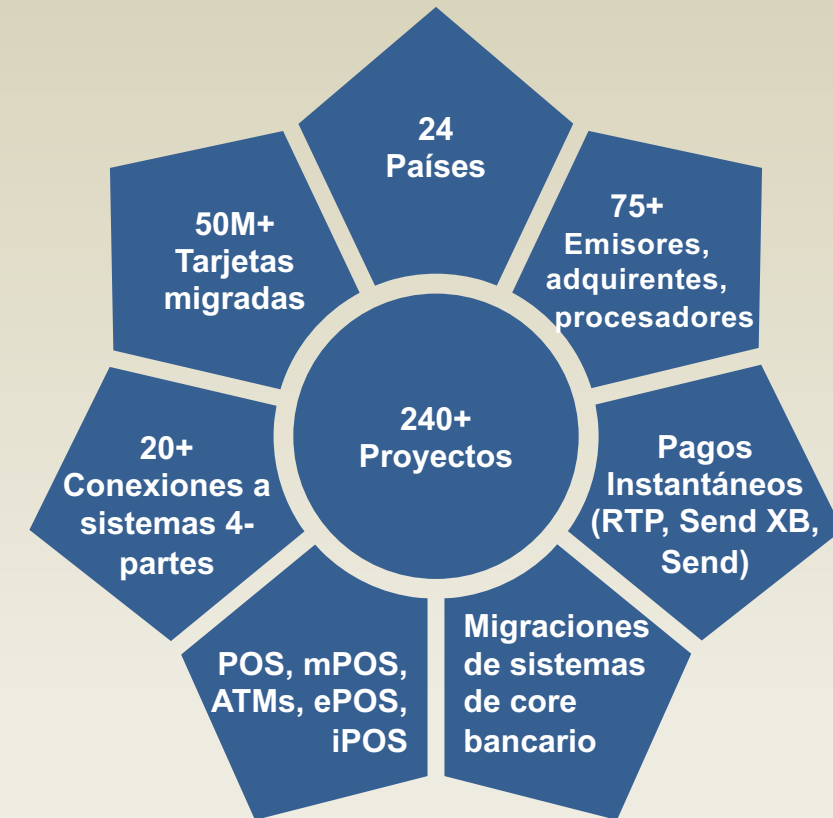 24
Países
75+
Emisores,
adquirentes,
procesadores
Pagos
Instantáneos
(RTP, Send XB,
Send)
Migraciones
de sistemas
de core
bancario
POS, mPOS,
ATMs, ePOS,
iPOS
20+
Conexiones a
sistemas 4-
partes
50M+
Tarjetas
migradas
240+
Proyectos